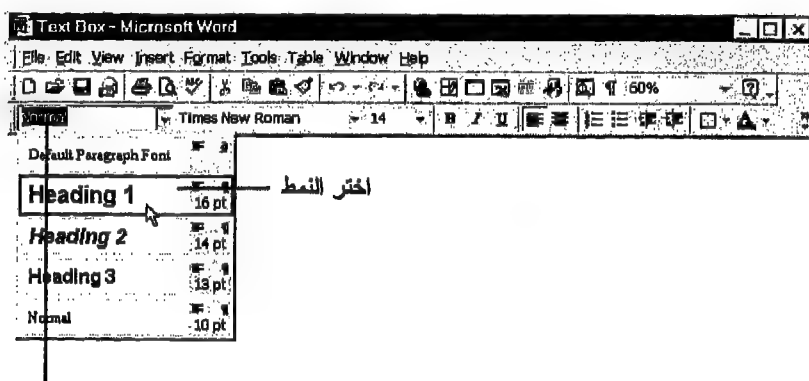 Text Box - Microsoft Word
File Edit View Insert Format Tools Table Window Help
60%
Normal Times New Roman 14 B I U A
Default Paragraph Font a
Heading 1 16 pt
اختر النمط
Heading 2 14 pt
Heading 3 13 pt
Normal 10 pt